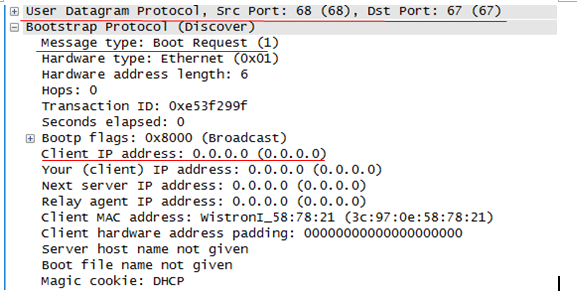 User Datagram Protocol, Src Port: 68 (68), Dst Port: 67 (67)
Bootstrap Protocol (Discover)
Message type: Boot Request (1)
Hardware type: Ethernet (0x01)
Hardware address length: 6
Hops: 0
Transaction ID: 0xe53f299f
Seconds elapsed: 0
Bootp flags: 0x8000 (Broadcast)
Client IP address: 0.0.0.0 (0.0.0.0)
Your (client) IP address: 0.0.0.0 (0.0.0.0)
Next server IP address: 0.0.0.0 (0.0.0.0)
Relay agent IP address: 0.0.0.0 (0.0.0.0)
Client MAC address: WistronI_58:78:21 (3c:97:0e:58:78:21)
Client hardware address padding: 00000000000000000000
Server host name not given
Boot file name not given
Magic cookie: DHCP